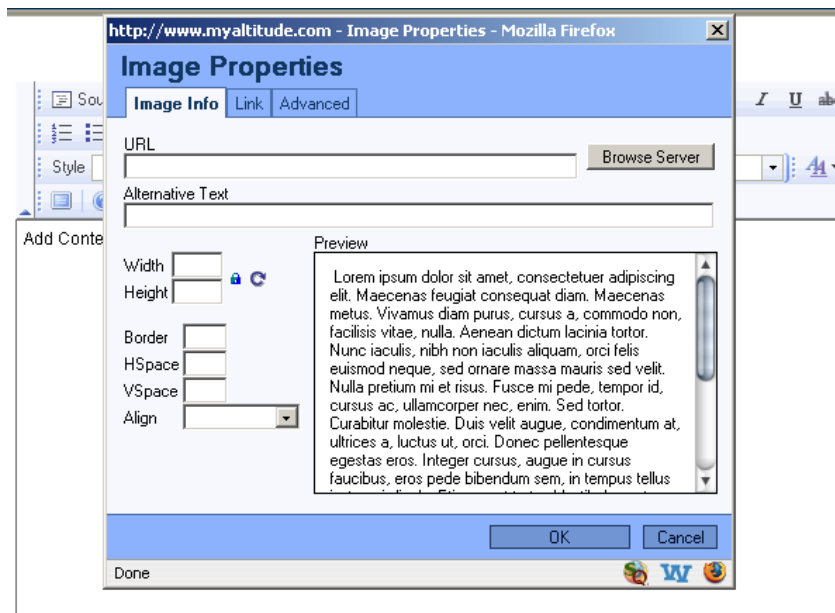 http://www.myaltitude.com - Image Properties - Mozilla Firefox
Image Properties
Image Info Link Advanced
Sou
I U
Style
URL
Browse Server
Alternative Text
Add Conte
Width
Height
Preview
Border
HSpace
VSpace
Align
Lorem ipsum dolor sit amet, consectetuer adipiscing
elit. Maecenas feugiat consequat diam. Maecenas
metus. Vivamus diam purus, cursus a, commodo non,
facilisis vitae, nulla. Aenean dictum lacinia tortor.
Nunc iaculis, nibh non iaculis aliquam, orci felis
euismod neque, sed ornare massa mauris sed velit.
Nulla pretium mi et risus. Fusce mi pede, tempor id,
cursus ac, ullamcorper nec, enim. Sed tortor.
Curabitur molestie. Duis velit augue, condimentum at,
ultrices a, luctus ut, orci. Donec pellentesque
egestas eros. Integer cursus, augue in cursus
faucibus, eros pede bibendum sem, in tempus tellus
OK Cancel
Done